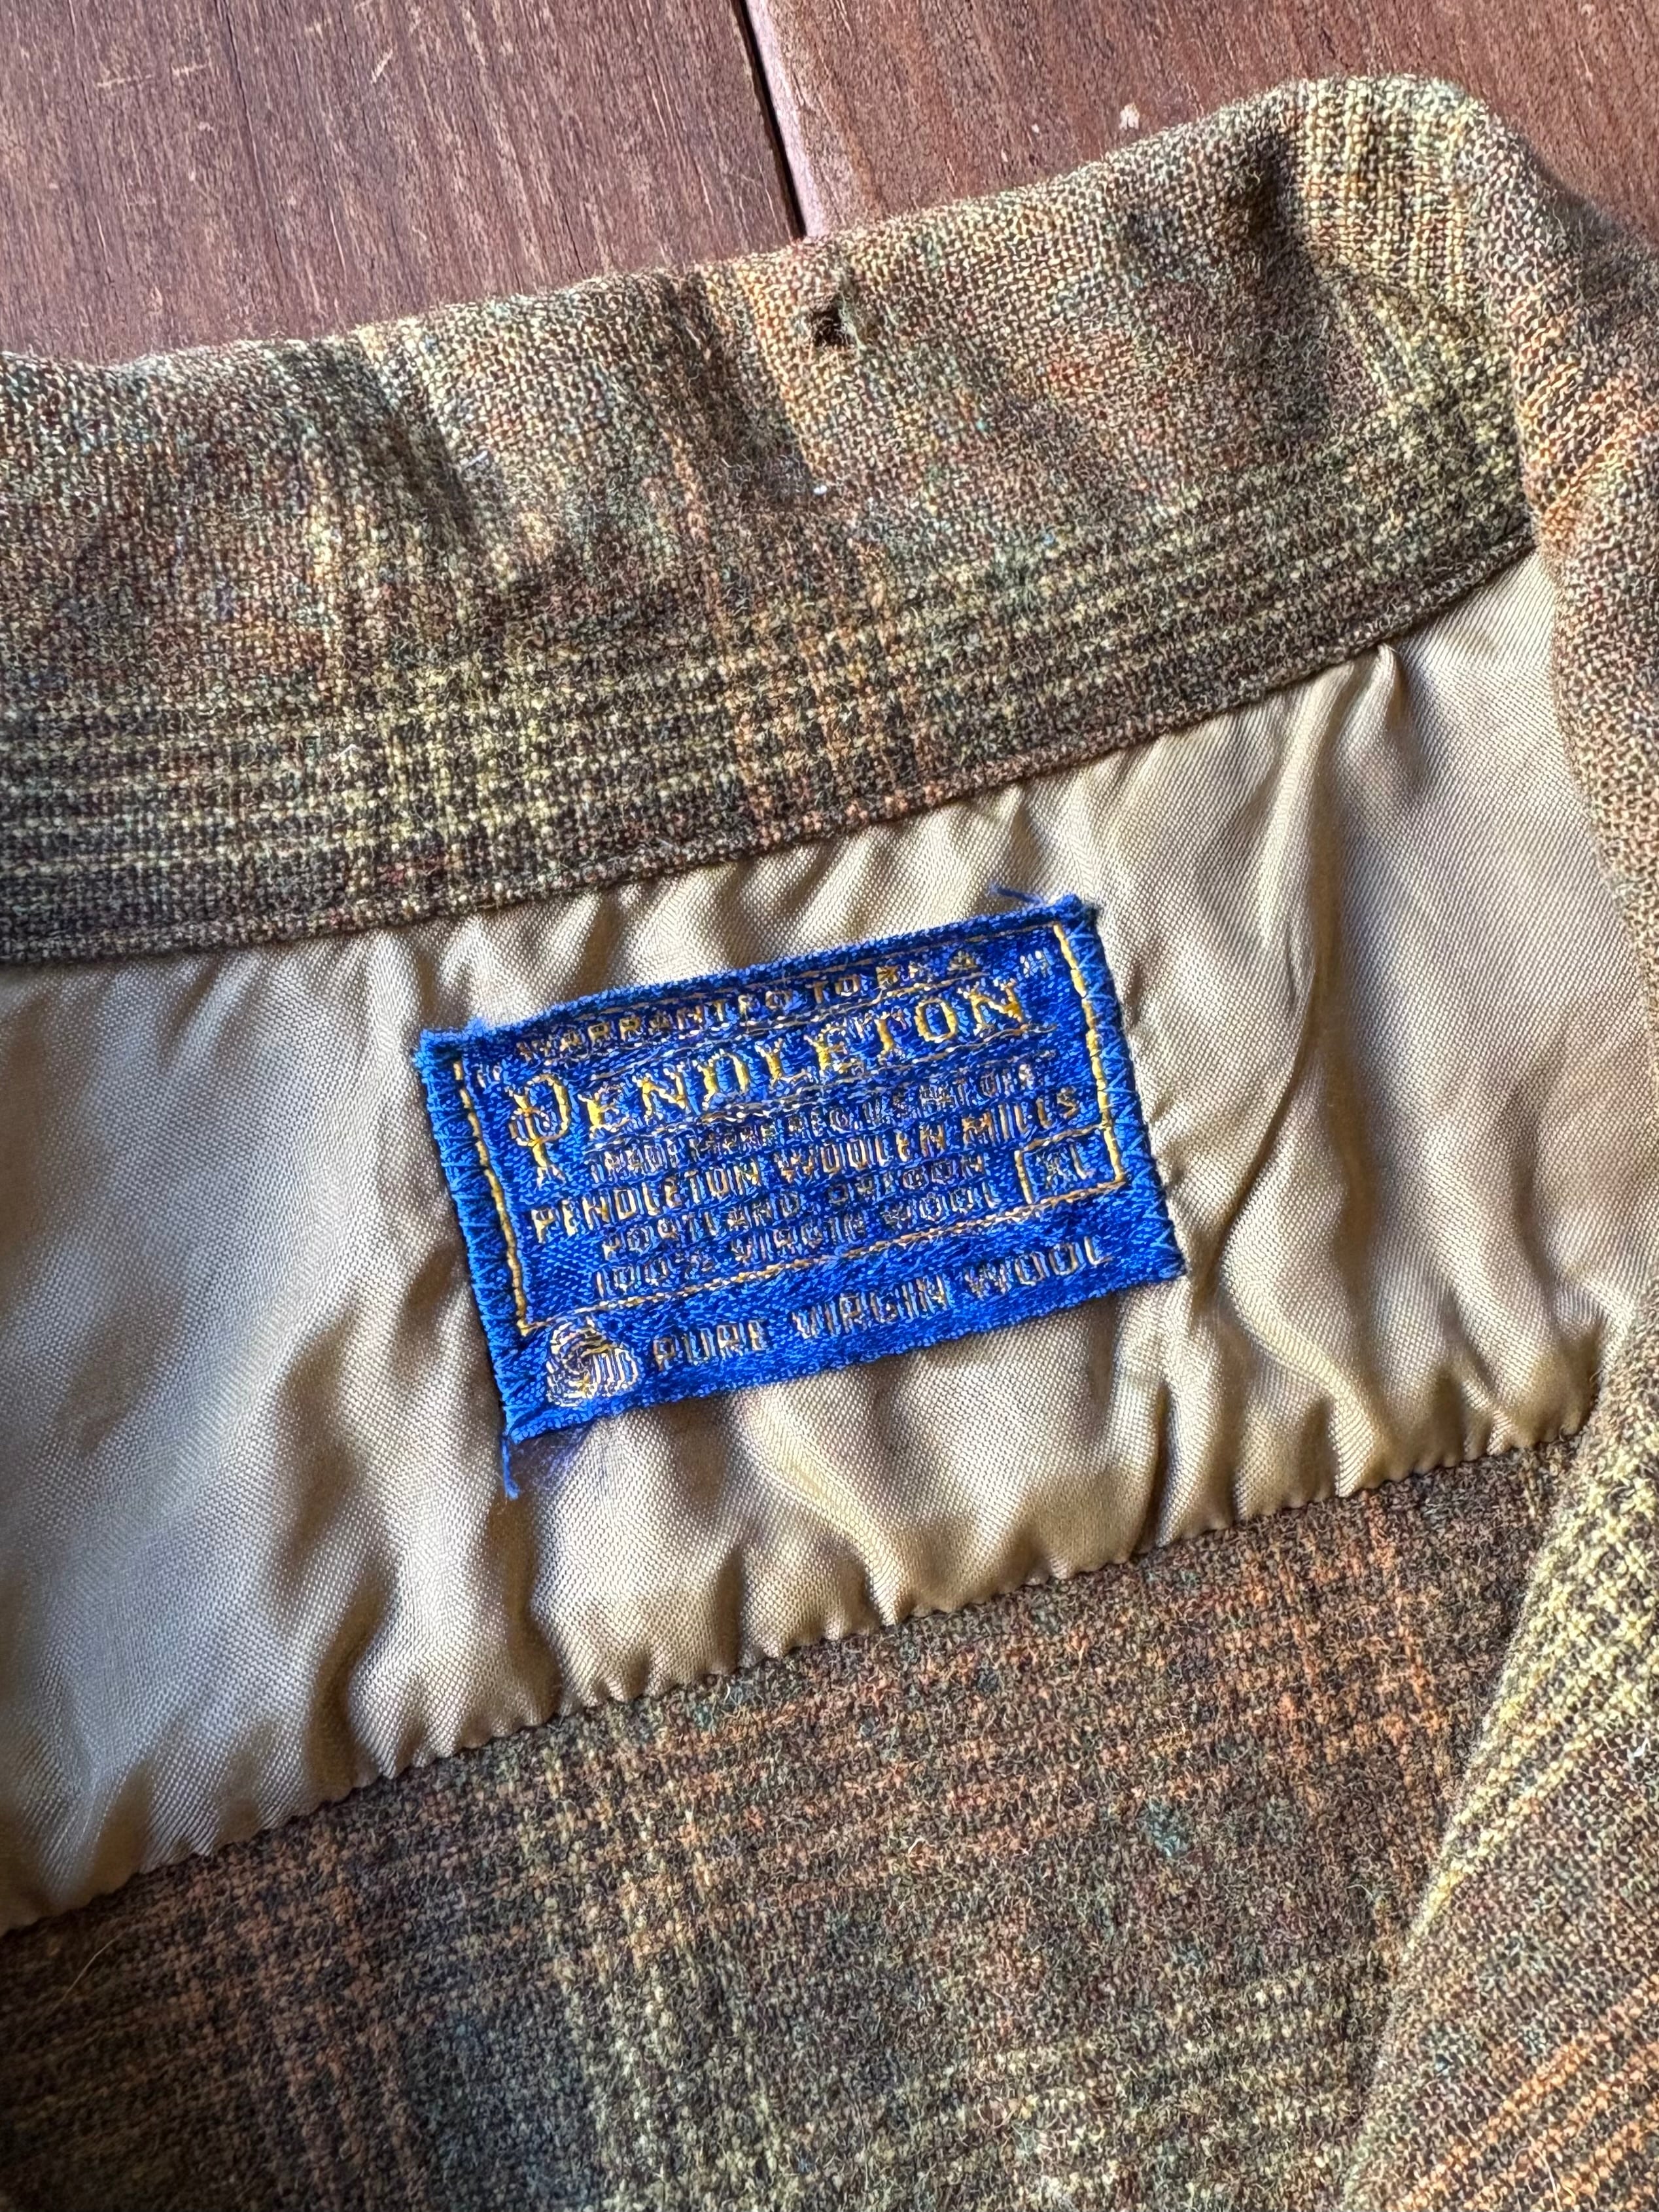 WARRANTED TO BE A
"PENDLETON"
TRADE MARK REG. U.S. PAT. OFF.
PENDLETON WOOLEN MILLS
PORTLAND, OREGON
100% VIRGIN WOOL XL
PURE VIRGIN WOOL